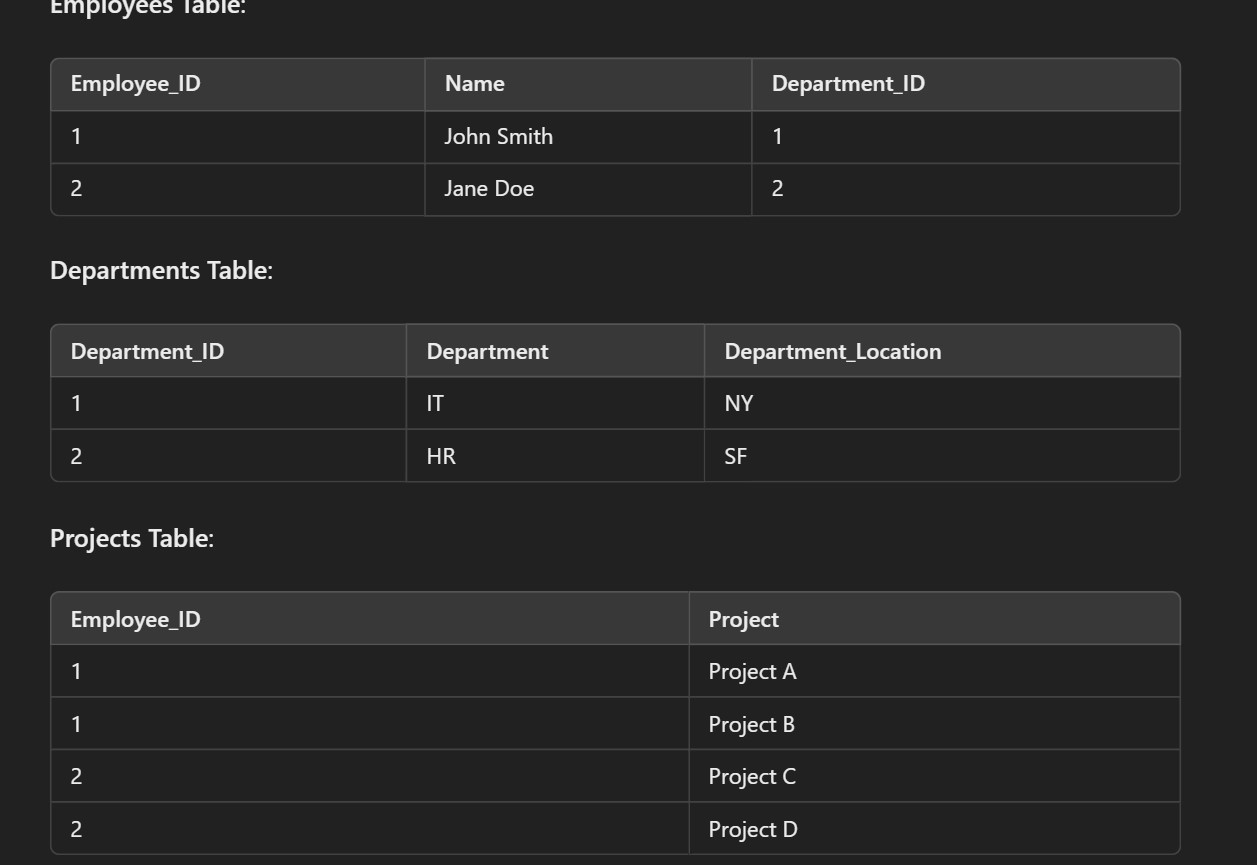 Employees Table:
Employee_ID Name Department_ID
1 John Smith 1
2 Jane Doe 2
Departments Table:
Department_ID Department Department_Location
1 IT NY
2 HR SF
Projects Table:
Employee_ID Project
1 Project A
1 Project B
2 Project C
2 Project D